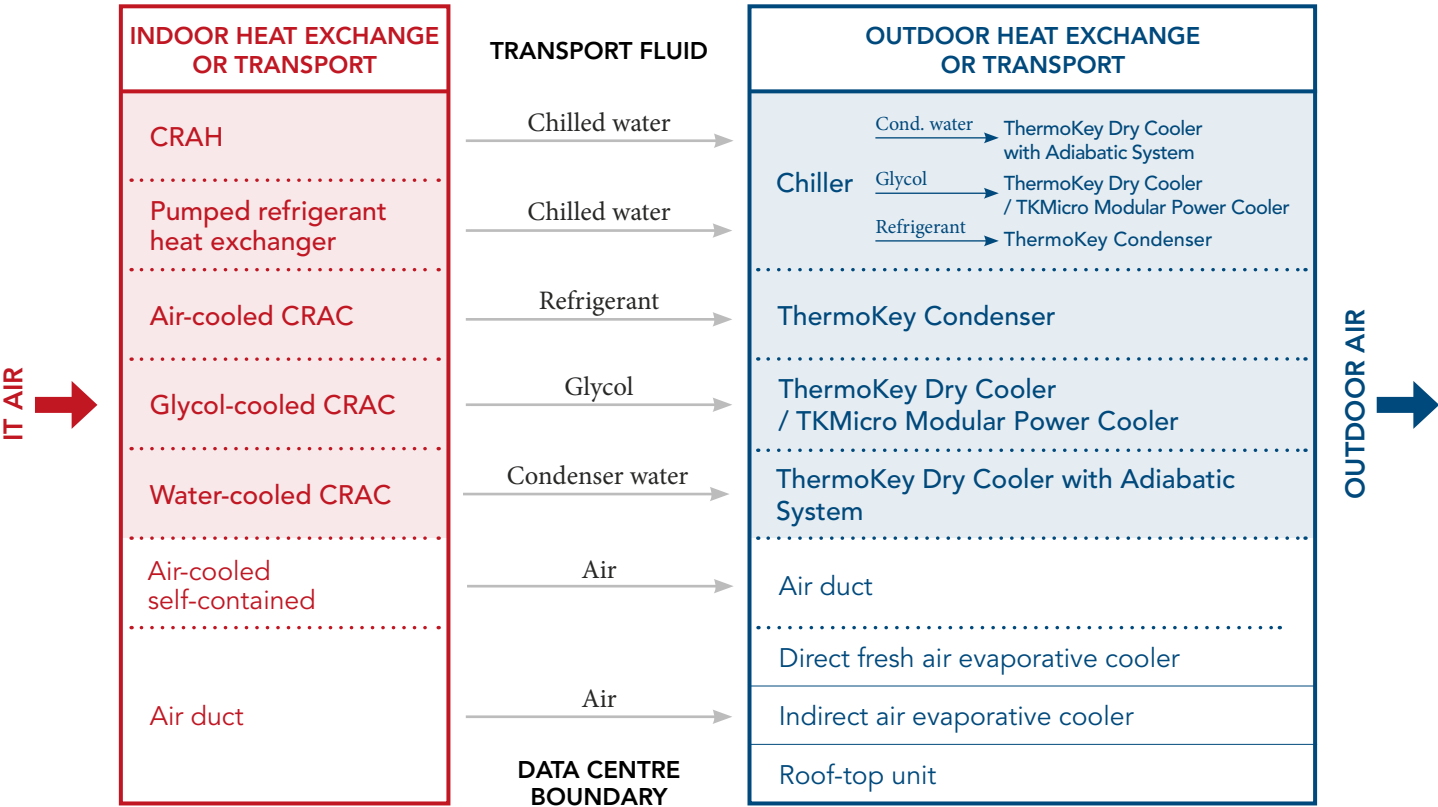 INDOOR HEAT EXCHANGE
OR TRANSPORT
TRANSPORT FLUID
OUTDOOR HEAT EXCHANGE
OR TRANSPORT
IT AIR
CRAH
Chilled water
Chiller
Cond. water
ThermoKey Dry Cooler
with Adiabatic System
Glycol
ThermoKey Dry Cooler
/ TKMicro Modular Power Cooler
Refrigerant
ThermoKey Condenser
Pumped refrigerant
heat exchanger
Chilled water
Air-cooled CRAC
Refrigerant
ThermoKey Condenser
Glycol-cooled CRAC
Glycol
ThermoKey Dry Cooler
/ TKMicro Modular Power Cooler
Water-cooled CRAC
Condenser water
ThermoKey Dry Cooler with Adiabatic
System
Air-cooled
self-contained
Air
Air duct
Air duct
Air
Direct fresh air evaporative cooler
Indirect air evaporative cooler
Roof-top unit
DATA CENTRE
BOUNDARY
OUTDOOR AIR